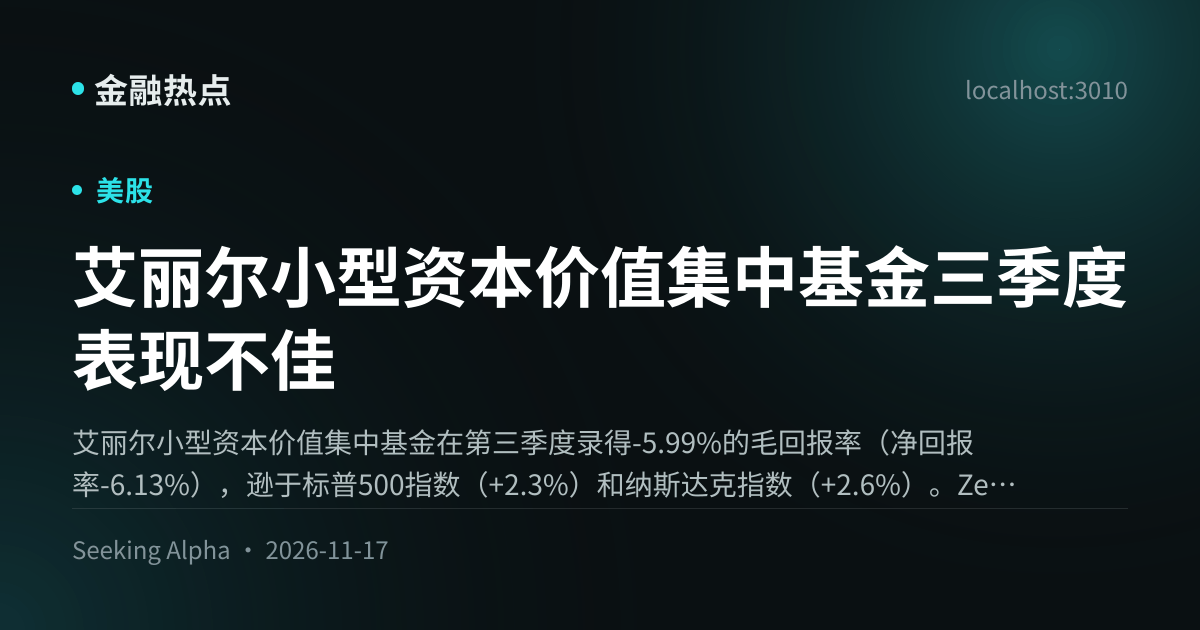 金融热点
localhost:3010
美股
艾丽尔小型资本价值集中基金三季度
表现不佳
艾丽尔小型资本价值集中基金在第三季度录得-5.99%的毛回报率（净回报
率-6.13%），逊于标普500指数（+2.3%）和纳斯达克指数（+2.6%）。Ze…
Seeking Alpha · 2026-11-17